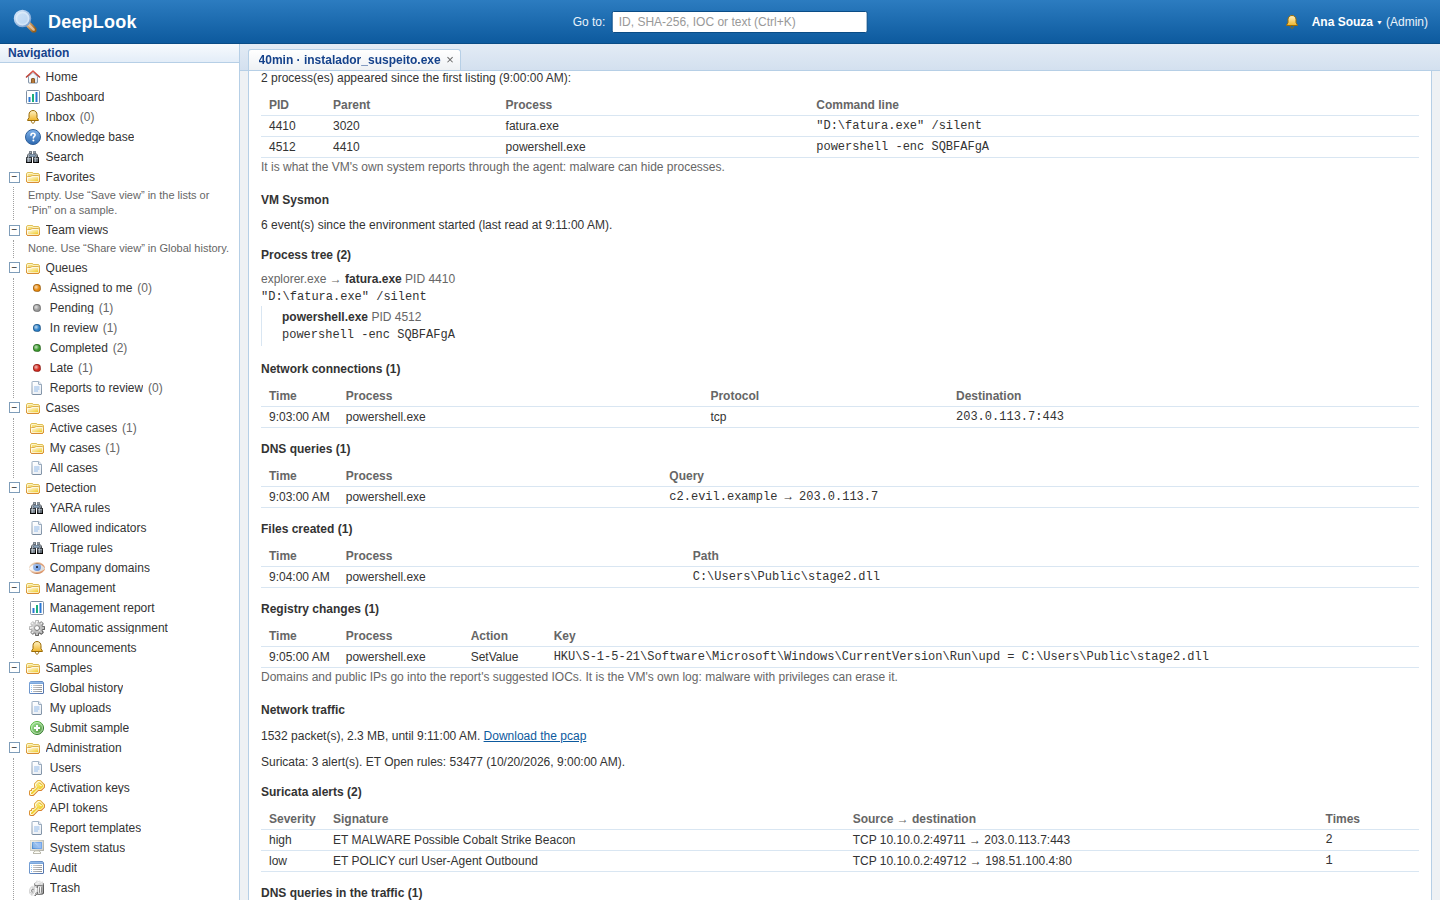 DeepLook
Go to: ID, SHA-256, IOC or text (Ctrl+K)
Ana Souza (Admin)
Navigation
Home
Dashboard
Inbox (0)
Knowledge base
Search
Favorites
Empty. Use “Save view” in the lists or
“Pin” on a sample.
Team views
None. Use “Share view” in Global history.
Queues
Assigned to me (0)
Pending (1)
In review (1)
Completed (2)
Late (1)
Reports to review (0)
Cases
Active cases (1)
My cases (1)
All cases
Detection
YARA rules
Allowed indicators
Triage rules
Company domains
Management
Management report
Automatic assignment
Announcements
Samples
Global history
My uploads
Submit sample
Administration
Users
Activation keys
API tokens
Report templates
System status
Audit
Trash
40min · instalador_suspeito.exe ×
2 process(es) appeared since the first listing (9:00:00 AM):
PID Parent Process Command line
4410 3020 fatura.exe "D:\fatura.exe" /silent
4512 4410 powershell.exe powershell -enc SQBFAFgA
It is what the VM's own system reports through the agent: malware can hide processes.
VM Sysmon
6 event(s) since the environment started (last read at 9:11:00 AM).
Process tree (2)
explorer.exe → fatura.exe PID 4410
"D:\fatura.exe" /silent
powershell.exe PID 4512
powershell -enc SQBFAFgA
Network connections (1)
Time Process Protocol Destination
9:03:00 AM powershell.exe tcp 203.0.113.7:443
DNS queries (1)
Time Process Query
9:03:00 AM powershell.exe c2.evil.example → 203.0.113.7
Files created (1)
Time Process Path
9:04:00 AM powershell.exe C:\Users\Public\stage2.dll
Registry changes (1)
Time Process Action Key
9:05:00 AM powershell.exe SetValue HKU\S-1-5-21\Software\Microsoft\Windows\CurrentVersion\Run\upd = C:\Users\Public\stage2.dll
Domains and public IPs go into the report's suggested IOCs. It is the VM's own log: malware with privileges can erase it.
Network traffic
1532 packet(s), 2.3 MB, until 9:11:00 AM. Download the pcap
Suricata: 3 alert(s). ET Open rules: 53477 (10/20/2026, 9:00:00 AM).
Suricata alerts (2)
Severity Signature Source → destination Times
high ET MALWARE Possible Cobalt Strike Beacon TCP 10.10.0.2:49711 → 203.0.113.7:443 2
low ET POLICY curl User-Agent Outbound TCP 10.10.0.2:49712 → 198.51.100.4:80 1
DNS queries in the traffic (1)